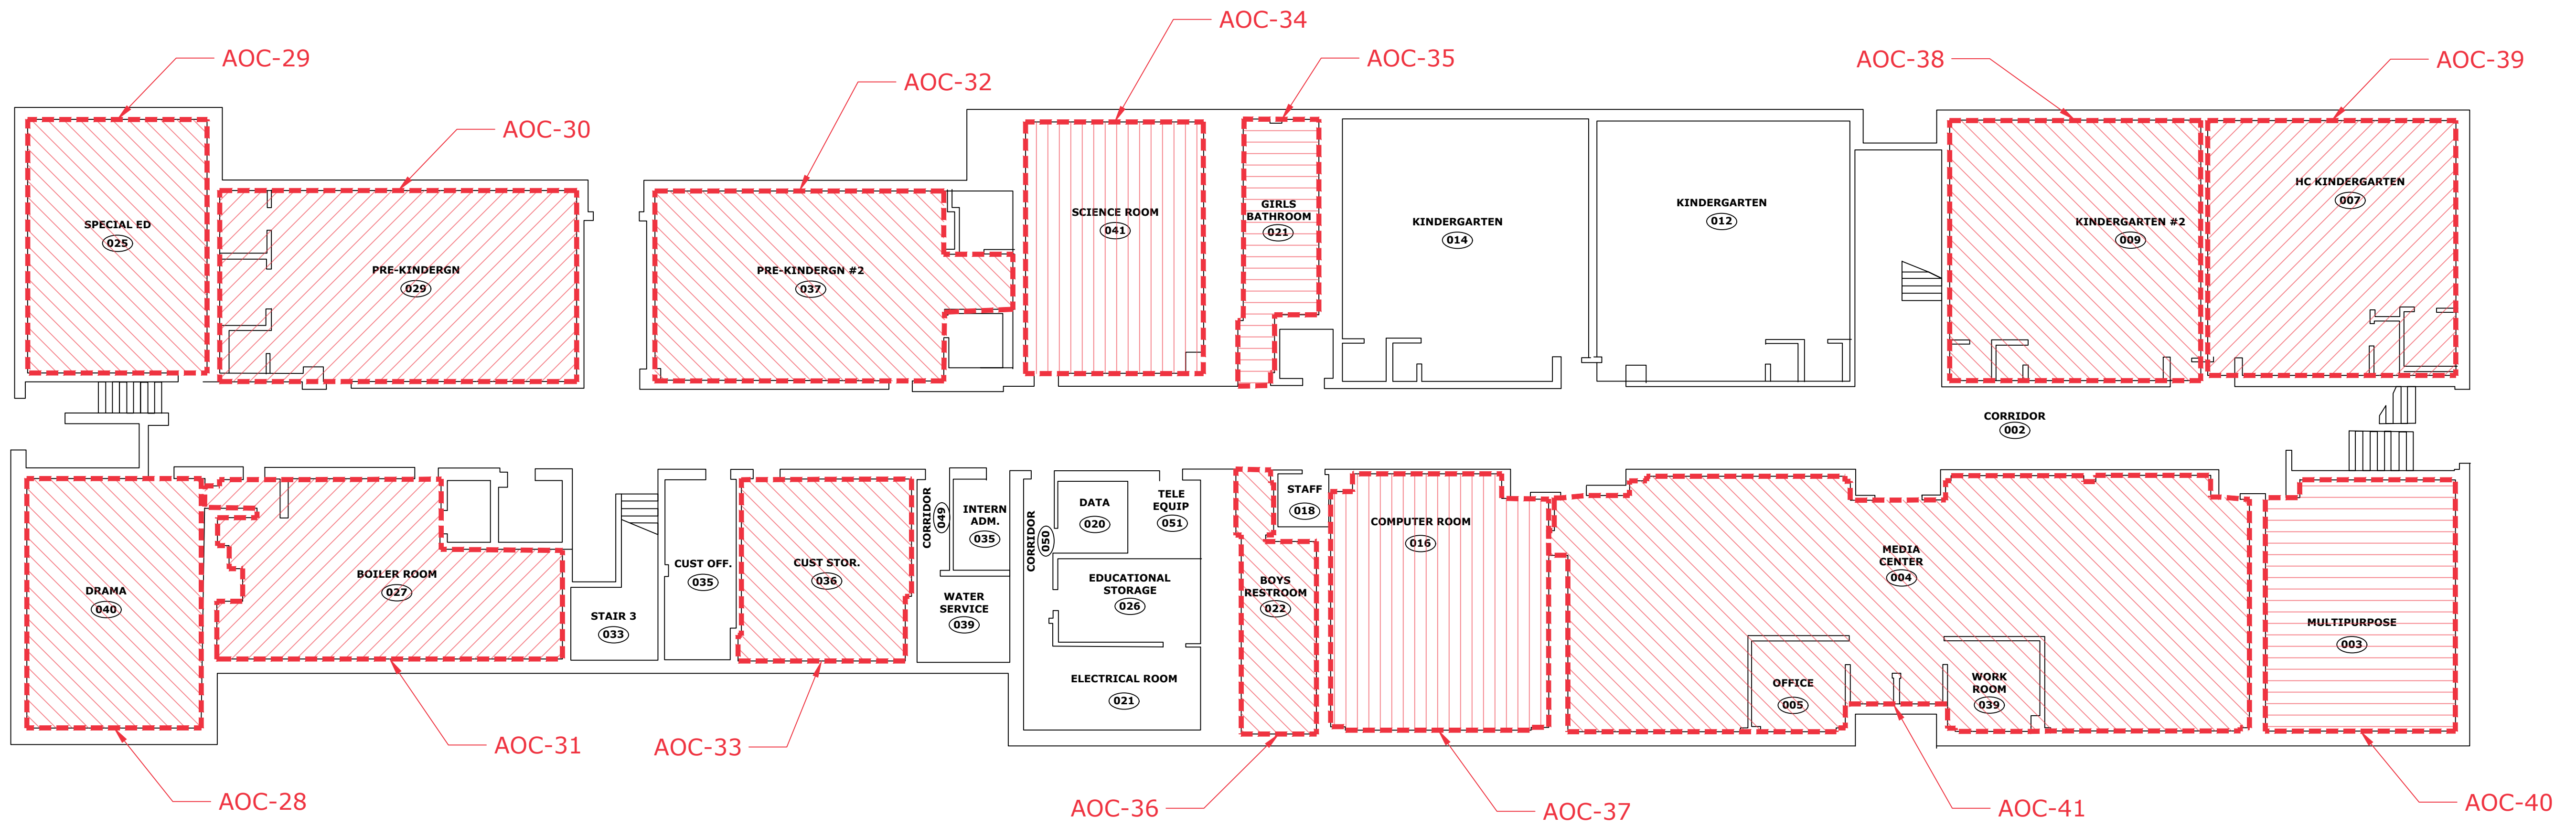 AOC-34
AOC-29
AOC-35
AOC-38
AOC-39
AOC-32
AOC-30
SPECIAL ED
025
PRE-KINDERGN
029
PRE-KINDERGN #2
037
SCIENCE ROOM
041
GIRLS
BATHROOM
021
KINDERGARTEN
014
KINDERGARTEN
012
KINDERGARTEN #2
009
HC KINDERGARTEN
007
CORRIDOR
002
DRAMA
040
BOILER ROOM
027
STAIR 3
033
CUST OFF.
035
CUST STOR.
036
CORRIDOR
049
INTERN
ADM.
035
WATER
SERVICE
039
CORRIDOR
050
DATA
020
TELE
EQUIP
051
EDUCATIONAL
STORAGE
026
ELECTRICAL ROOM
021
BOYS
RESTROOM
022
STAFF
018
COMPUTER ROOM
016
MEDIA
CENTER
004
OFFICE
005
WORK
ROOM
039
MULTIPURPOSE
003
AOC-31
AOC-33
AOC-28
AOC-36
AOC-37
AOC-41
AOC-40